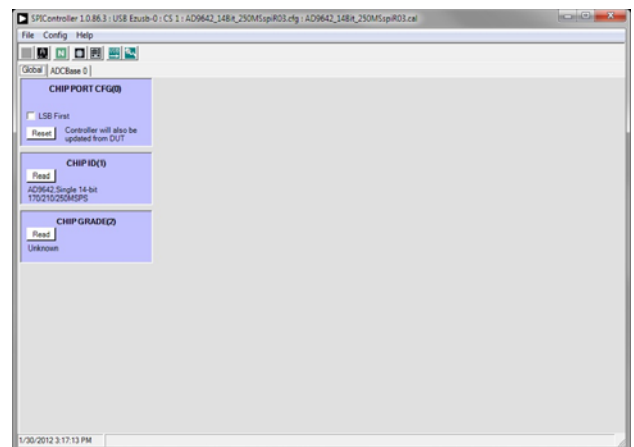 SPIController 1.0.86.3 : USB Ezusb-0 : CS 1 : AD9642_14Bit_250MSspiR03.cfg : AD9642_14Bit_250MSspiR03.cal
File Config Help
Global ADCBase 0
CHIP PORT CFG(0)
LSB First
Reset Controller will also be
updated from DUT
CHIP ID(1)
Read
AD9642,Single 14-bit
170/210/250MSPS
CHIP GRADE(2)
Read
Unknown
1/30/2012 3:17:13 PM